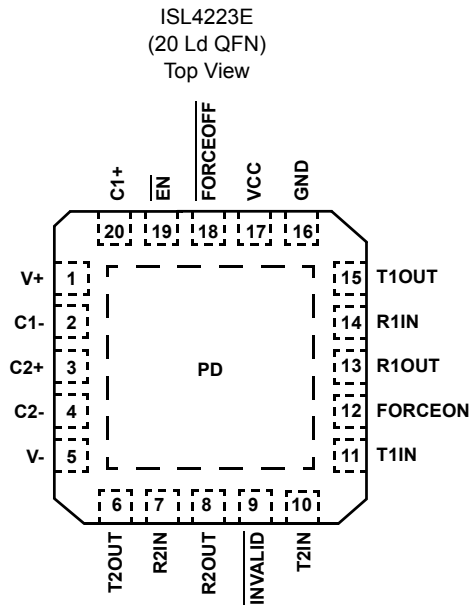 ISL4223E
(20 Ld QFN)
Top View
C1+
EN
FORCEOFF
VCC
GND
20 19 18 17 16
V+ 1
C1- 2
C2+ 3
C2- 4
V- 5
PD
15 T1OUT
14 R1IN
13 R1OUT
12 FORCEON
11 T1IN
6 7 8 9 10
T2OUT
R2IN
R2OUT
INVALID
T2IN